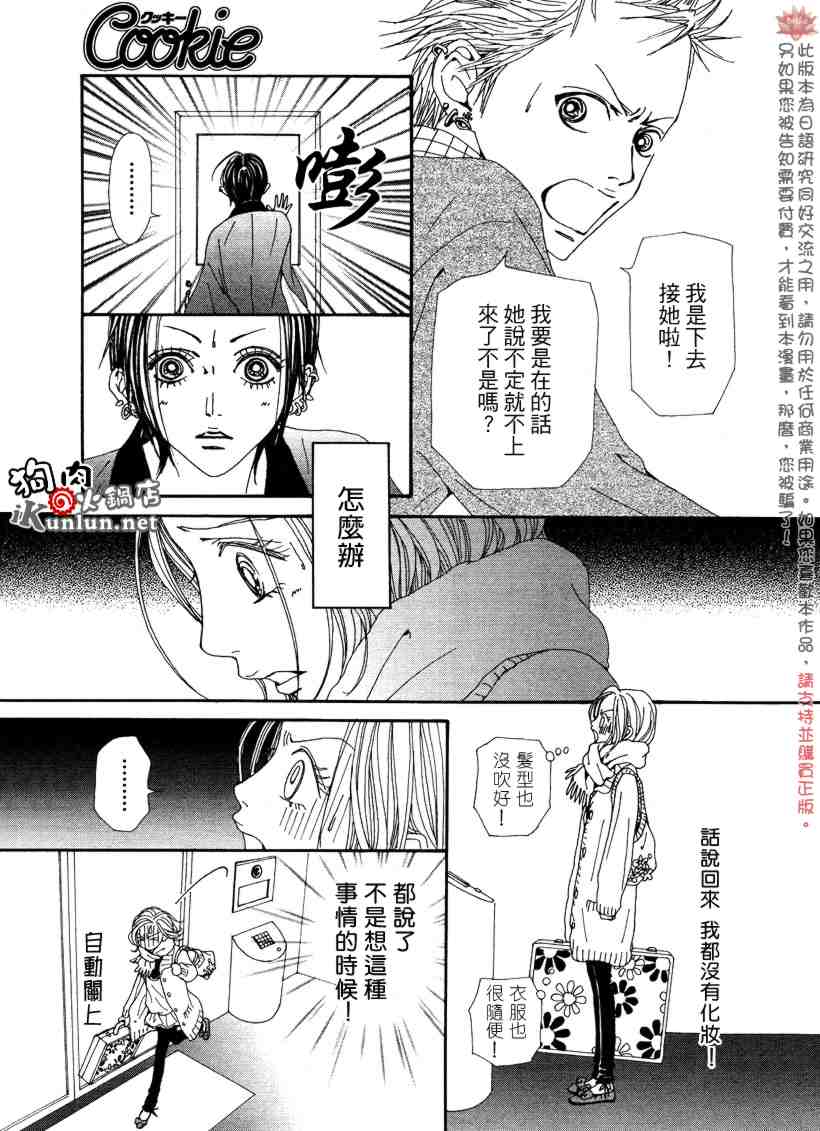 クッキー
Cookie
我是下去
接她啦！
我要是在的話
她說不定就不上
來了不是嗎？
嘭
………
怎麼辦
………
髮型也
沒吹好！
話說回來 我都沒有化妝！
衣服也
很隨便！
都說了
不是想這種
事情的時候！
自動關上
狗肉
火鍋店
iKunlun.net
此版本為日語研究同好交流之用，請勿用於任何商業用途。如果您喜歡本作品，請支持並購買正版。
另如果您被告知需要付費，才能看到本漫畫，那麼，您被騙了！